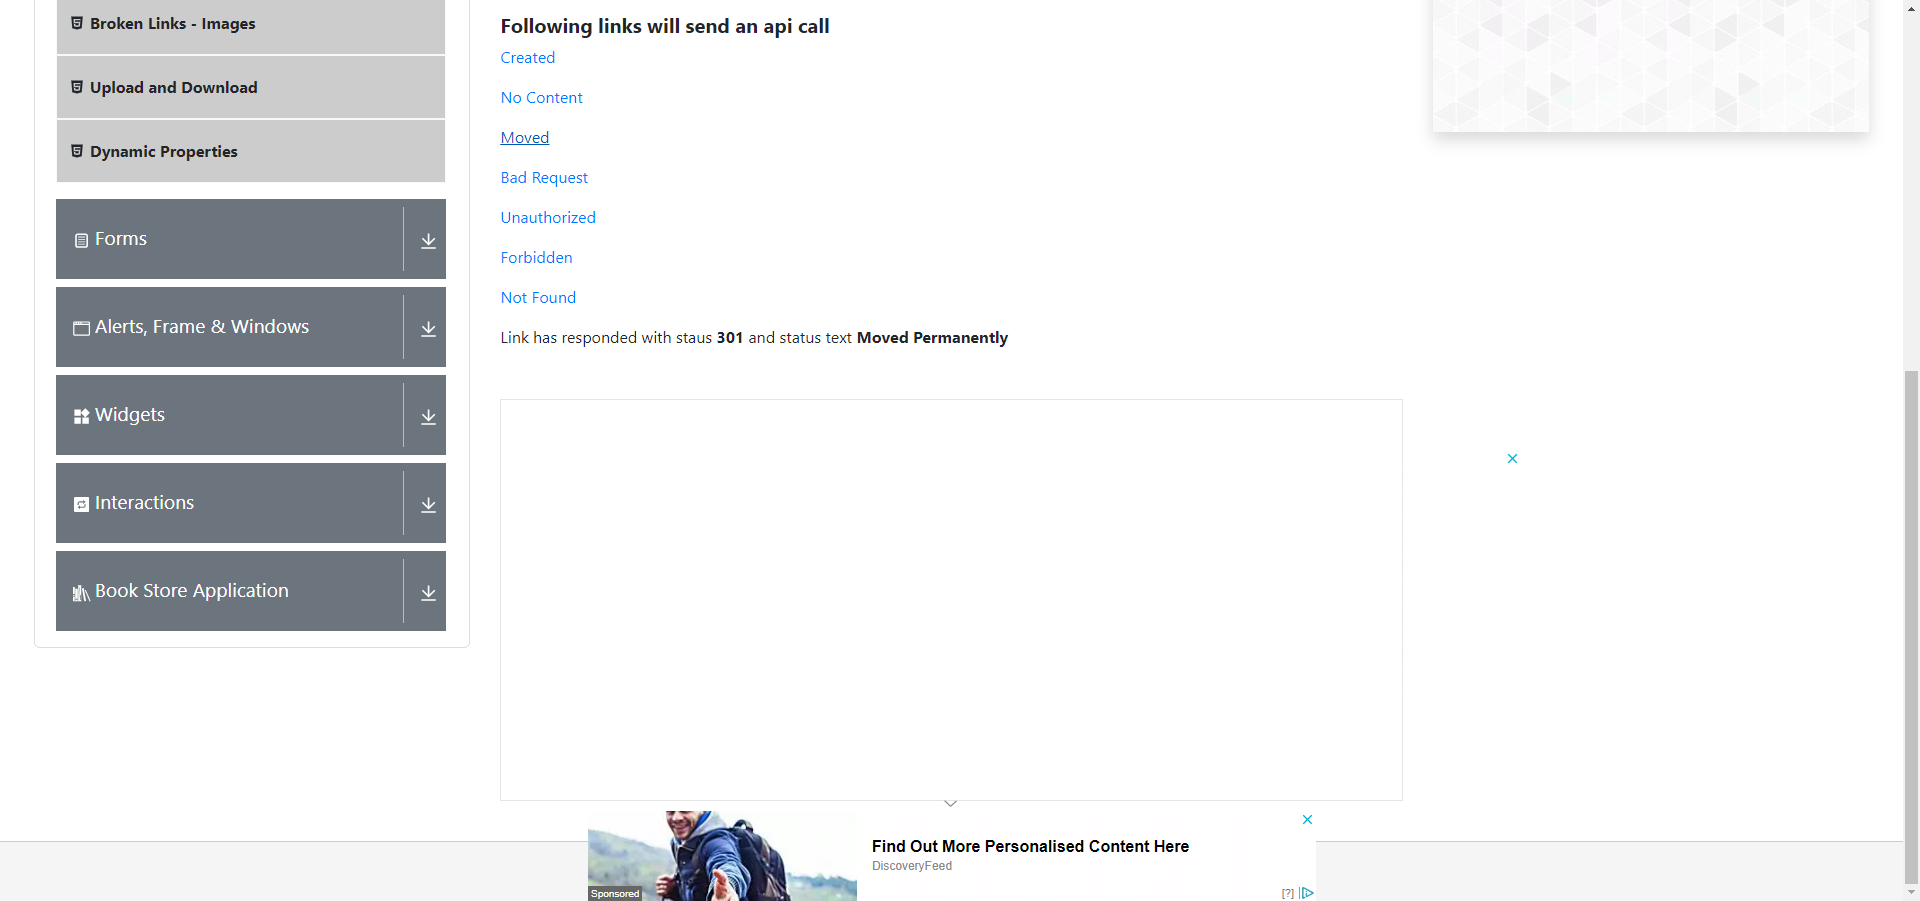 Broken Links - Images
Upload and Download
Dynamic Properties
Forms
Alerts, Frame & Windows
Widgets
Interactions
Book Store Application
Following links will send an api call
Created
No Content
Moved
Bad Request
Unauthorized
Forbidden
Not Found
Link has responded with staus 301 and status text Moved Permanently
Find Out More Personalised Content Here
DiscoveryFeed
Sponsored
[?]